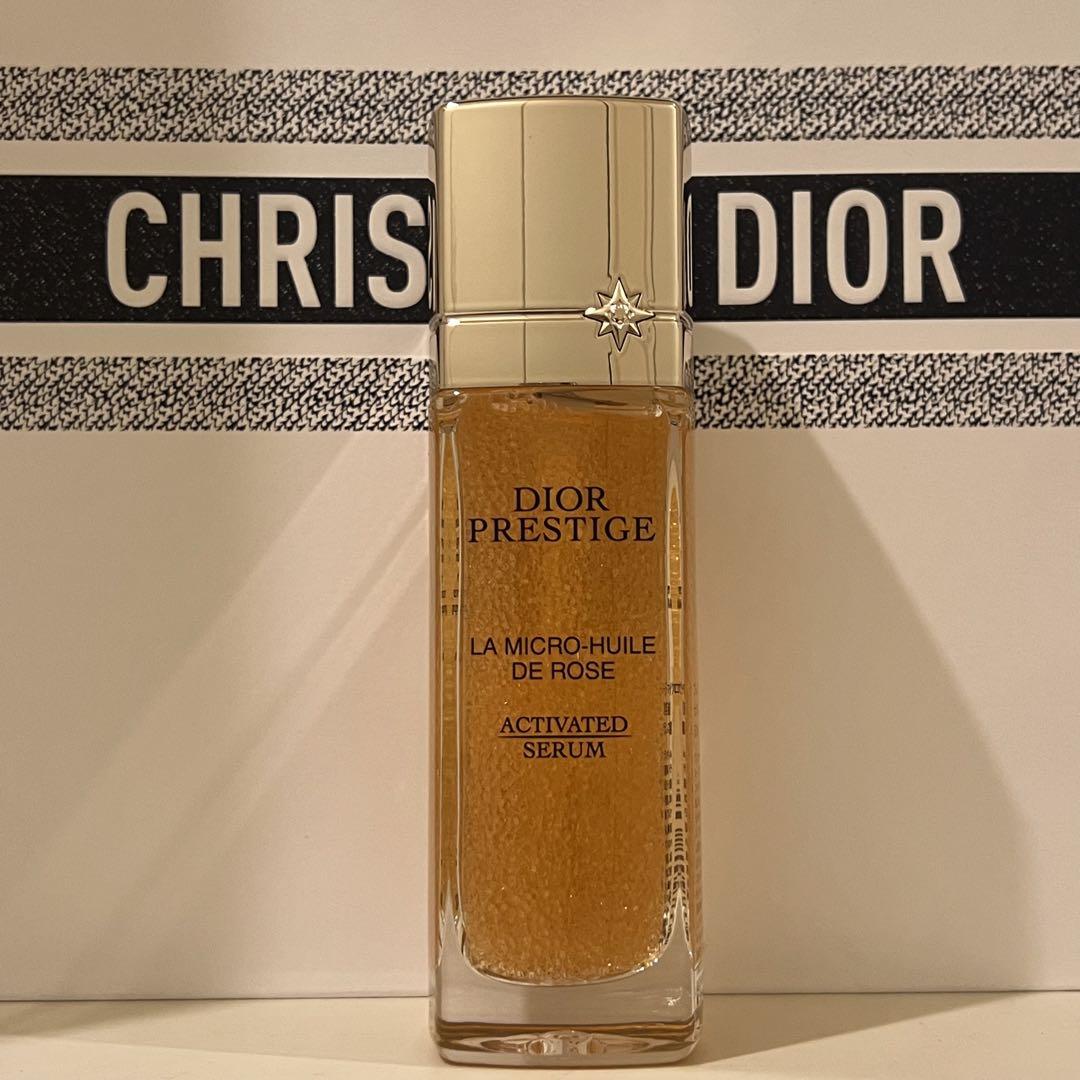 CHRIS DIOR
DIOR
PRESTIGE
LA MICRO-HUILE
DE ROSE
ACTIVATED
SERUM